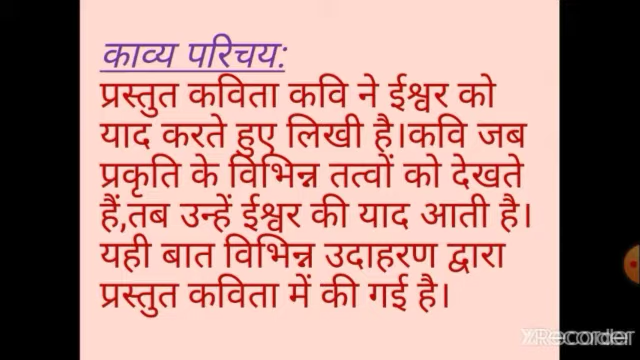 काव्य परिचय:
प्रस्तुत कविता कवि ने ईश्वर को
याद करते हुए लिखी है।कवि जब
प्रकृति के विभिन्न तत्वों को देखते
हैं,तब उन्हें ईश्वर की याद आती है।
यही बात विभिन्न उदाहरण द्वारा
प्रस्तुत कविता में की गई है।